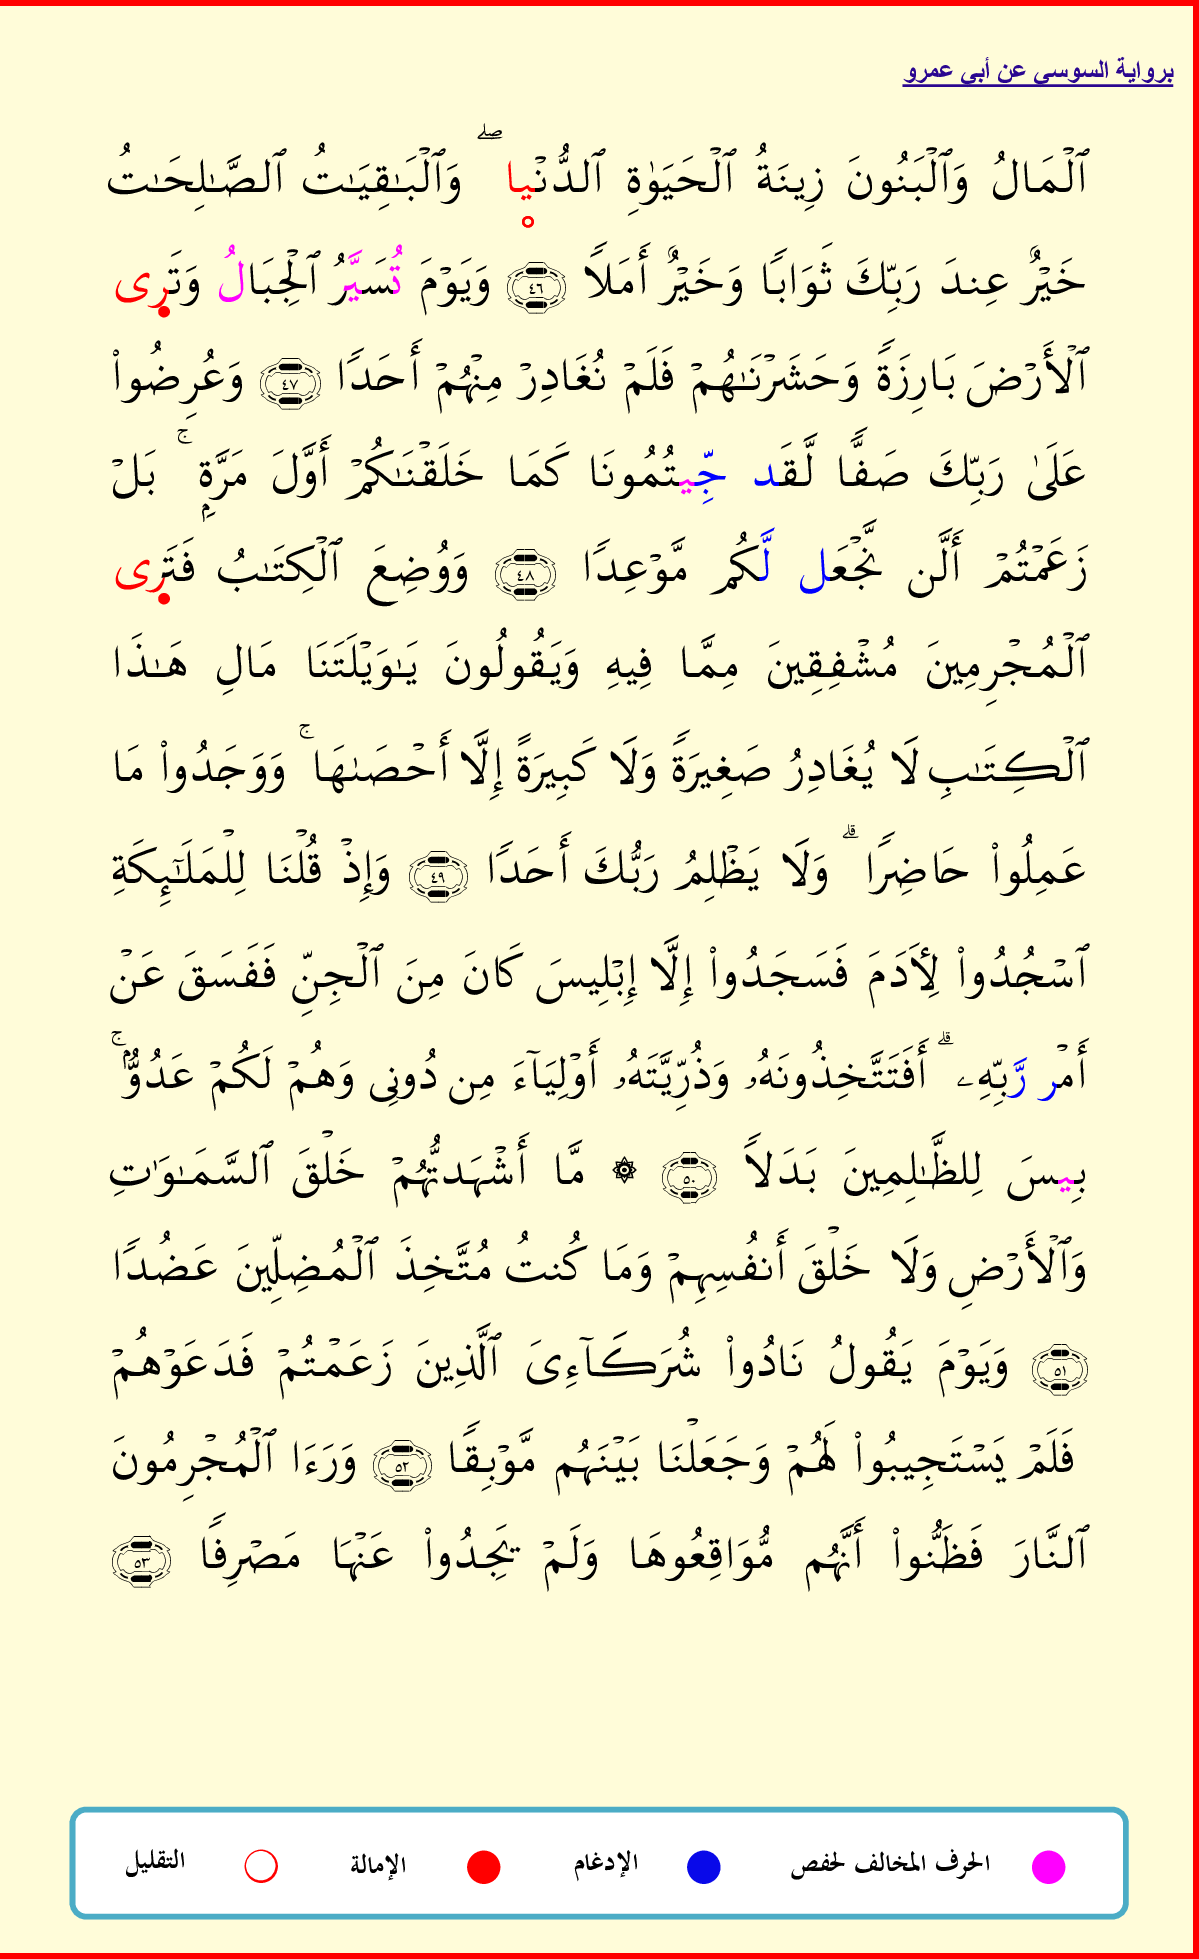 برواية السوسي عن أبي عمرو
ٱلْمَالُ وَٱلْبَنُونَ زِينَةُ ٱلْحَيَوٰةِ ٱلدُّنْيا ۖ وَٱلْبَـٰقِيَـٰتُ ٱلصَّـٰلِحَـٰتُ
خَيْرٌ عِندَ رَبِّكَ ثَوَابًا وَخَيْرٌ أَمَلًا ٤٦ وَيَوْمَ تُسَيَّرُ ٱلْجِبَالُ وَتَرِى
ٱلْأَرْضَ بَارِزَةً وَحَشَرْنَـٰهُمْ فَلَمْ نُغَادِرْ مِنْهُمْ أَحَدًا ٤٧ وَعُرِضُوا۟
عَلَىٰ رَبِّكَ صَفًّا لَّقَد جِّيتُمُونَا كَمَا خَلَقْنَـٰكُمْ أَوَّلَ مَرَّةٍۭ ۚ بَلْ
زَعَمْتُمْ أَلَّن نَّجْعَل لَّكُم مَّوْعِدًا ٤٨ وَوُضِعَ ٱلْكِتَـٰبُ فَتَرِى
ٱلْمُجْرِمِينَ مُشْفِقِينَ مِمَّا فِيهِ وَيَقُولُونَ يَـٰوَيْلَتَنَا مَالِ هَـٰذَا
ٱلْكِتَـٰبِ لَا يُغَادِرُ صَغِيرَةً وَلَا كَبِيرَةً إِلَّا أَحْصَىٰهَا ۚ وَوَجَدُوا۟ مَا
عَمِلُوا۟ حَاضِرًا ۗ وَلَا يَظْلِمُ رَبُّكَ أَحَدًا ٤٩ وَإِذْ قُلْنَا لِلْمَلَـٰٓئِكَةِ
ٱسْجُدُوا۟ لِأَدَمَ فَسَجَدُوا۟ إِلَّا إِبْلِيسَ كَانَ مِنَ ٱلْجِنِّ فَفَسَقَ عَنْ
أَمْر رَّبِّهِۦ ۗ أَفَتَتَّخِذُونَهُۥ وَذُرِّيَّتَهُۥ أَوْلِيَآءَ مِن دُونِى وَهُمْ لَكُمْ عَدُوٌّۢ ۚ
بِيسَ لِلظَّـٰلِمِينَ بَدَلًا ٥٠ ۞ مَّا أَشْهَدتُّهُمْ خَلْقَ ٱلسَّمَـٰوَٰتِ
وَٱلْأَرْضِ وَلَا خَلْقَ أَنفُسِهِمْ وَمَا كُنتُ مُتَّخِذَ ٱلْمُضِلِّينَ عَضُدًا
٥١ وَيَوْمَ يَقُولُ نَادُوا۟ شُرَكَآءِىَ ٱلَّذِينَ زَعَمْتُمْ فَدَعَوْهُمْ
فَلَمْ يَسْتَجِيبُوا۟ لَهُمْ وَجَعَلْنَا بَيْنَهُم مَّوْبِقًا ٥٢ وَرَءَا ٱلْمُجْرِمُونَ
ٱلنَّارَ فَظَنُّوا۟ أَنَّهُم مُّوَاقِعُوهَا وَلَمْ يَجِدُوا۟ عَنْهَا مَصْرِفًا ٥٣
الحرف المخالف لحفص الإدغام الإمالة التقليل